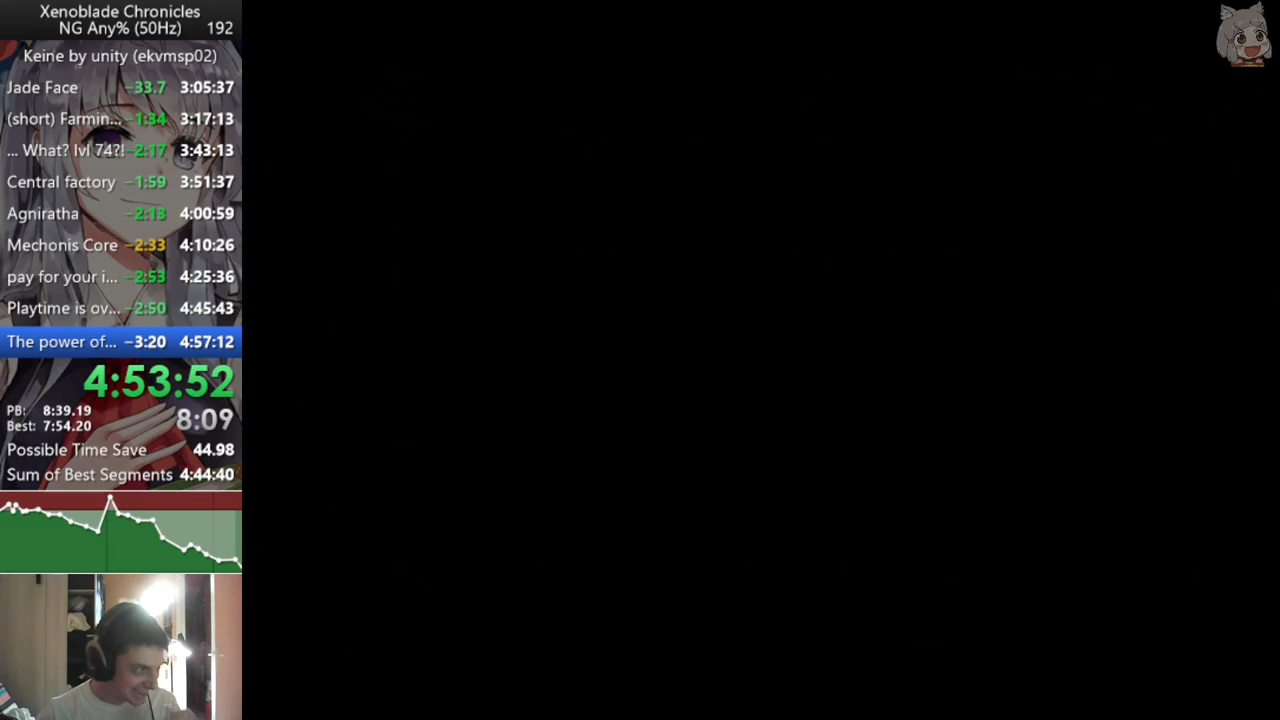 Xenoblade Chronicles
NG Any% (50Hz) 192
Keine by unity (ekvmsp02)
Jade Face −33.7 3:05:37
(short) Farmin... −1:34 3:17:13
... What? lvl 74?! −2:17 3:43:13
Central factory −1:59 3:51:37
Agniratha −2:13 4:00:59
Mechonis Core −2:33 4:10:26
pay for your i... −2:53 4:25:36
Playtime is ov... −2:50 4:45:43
The power of... −3:20 4:57:12
4:53:52
PB: 8:39.19
Best: 7:54.20
8:09
Possible Time Save 44.98
Sum of Best Segments 4:44:40